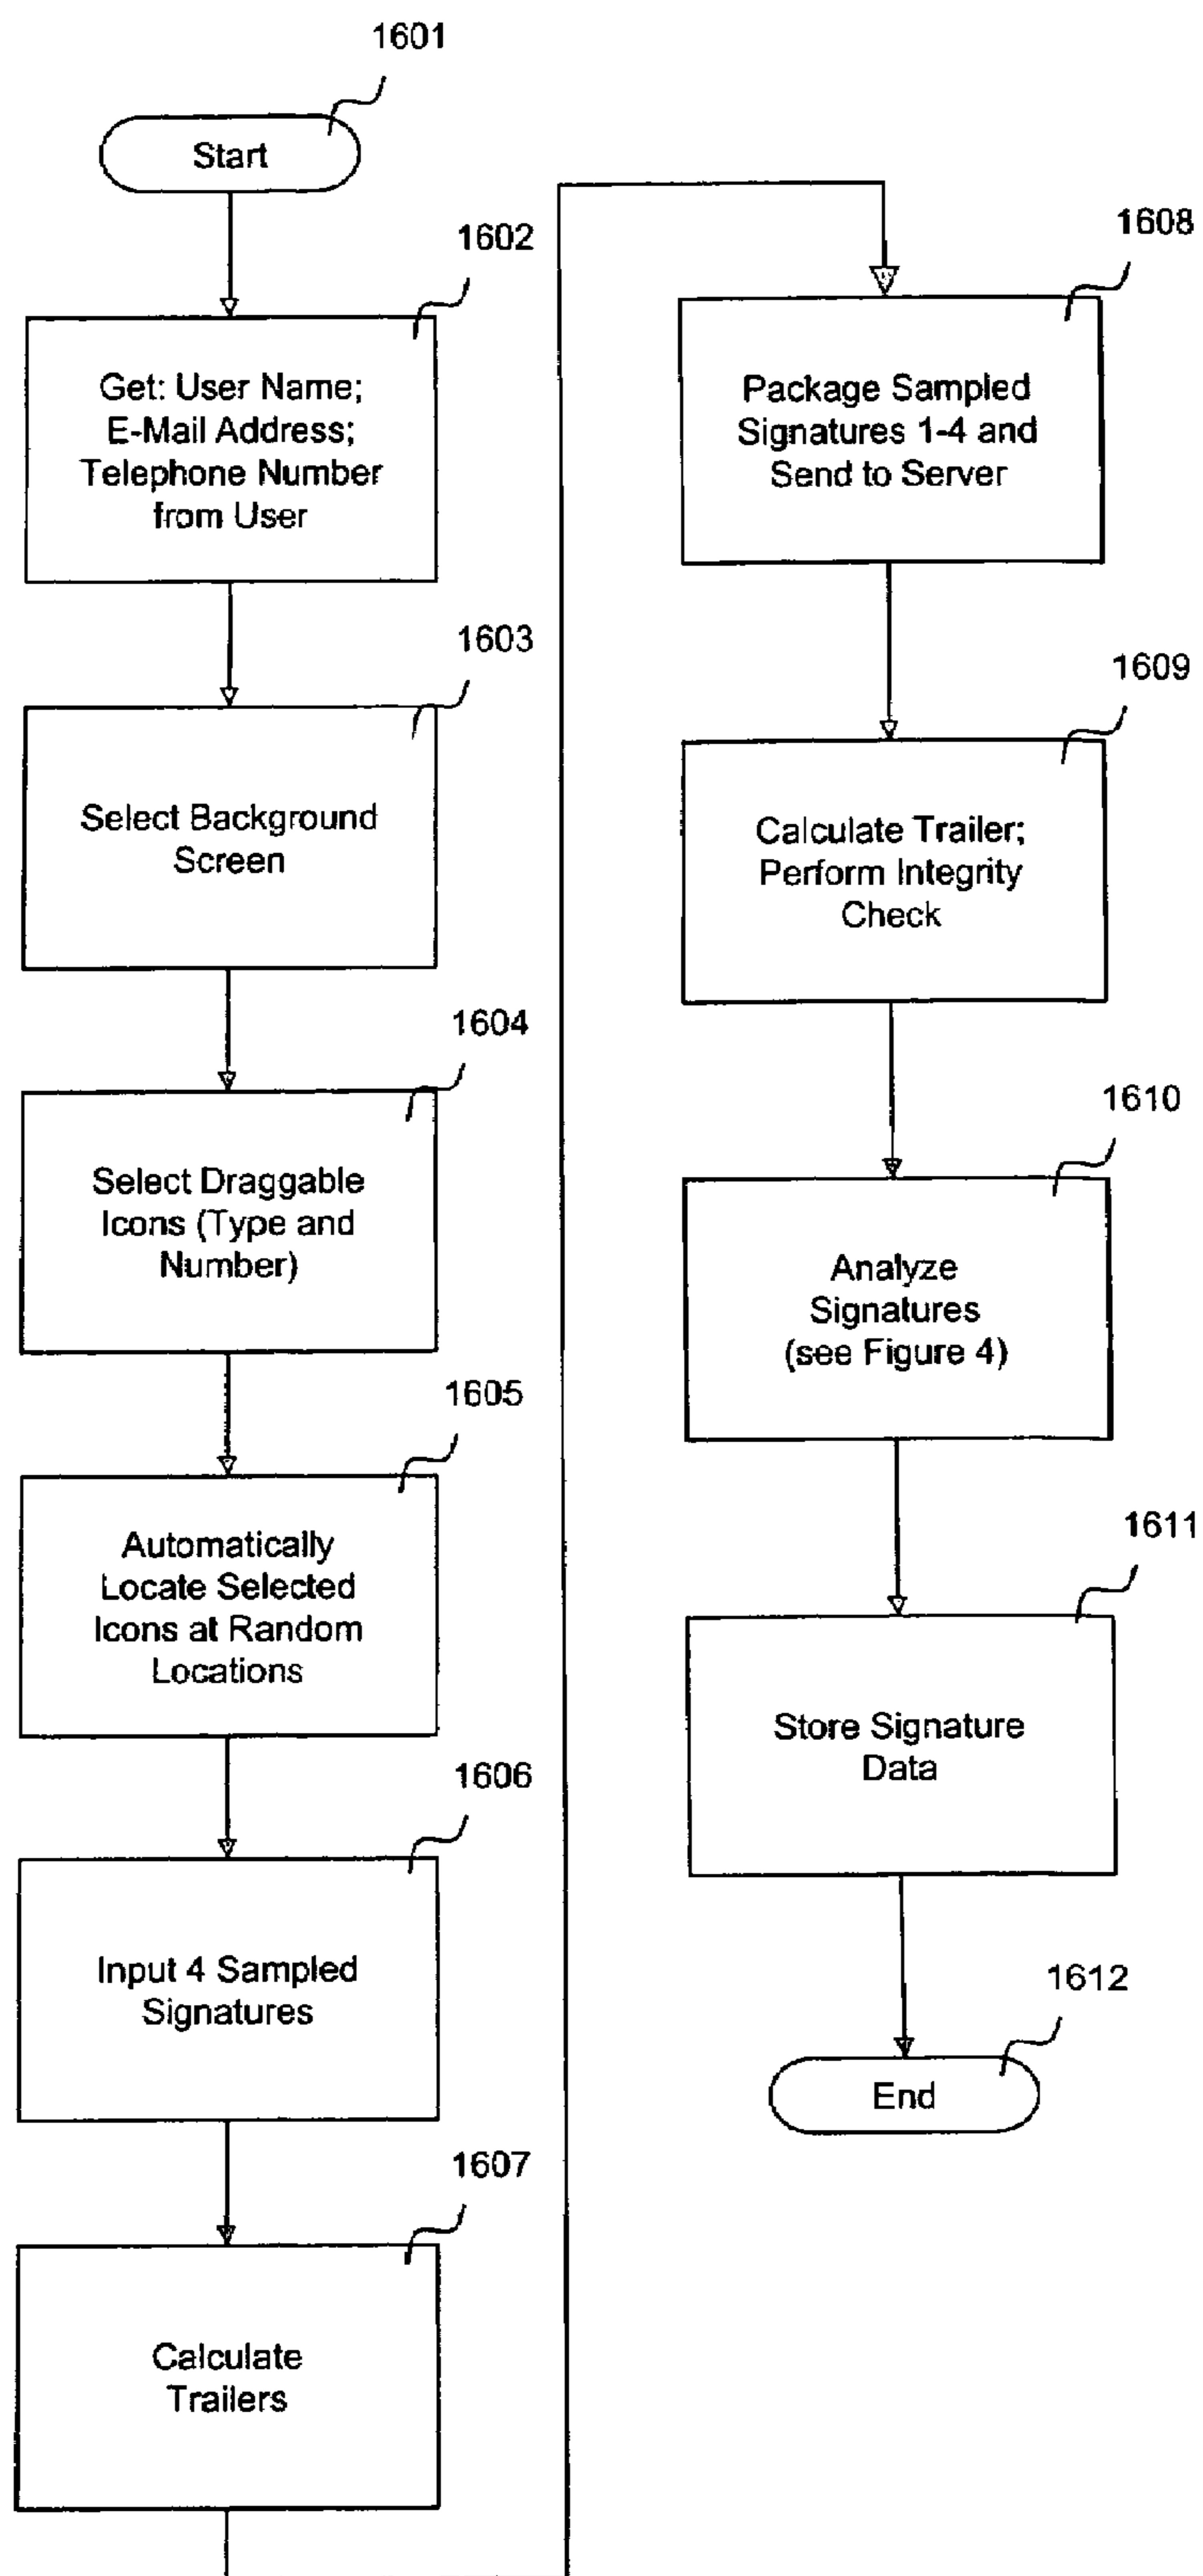 1601
Start
1602
Get: User Name;
E-Mail Address;
Telephone Number
from User
1603
Select Background
Screen
1604
Select Draggable
Icons (Type and
Number)
1605
Automatically
Locate Selected
Icons at Random
Locations
1606
Input 4 Sampled
Signatures
1607
Calculate
Trailers
1608
Package Sampled
Signatures 1-4 and
Send to Server
1609
Calculate Trailer;
Perform Integrity
Check
1610
Analyze
Signatures
(see Figure 4)
1611
Store Signature
Data
1612
End